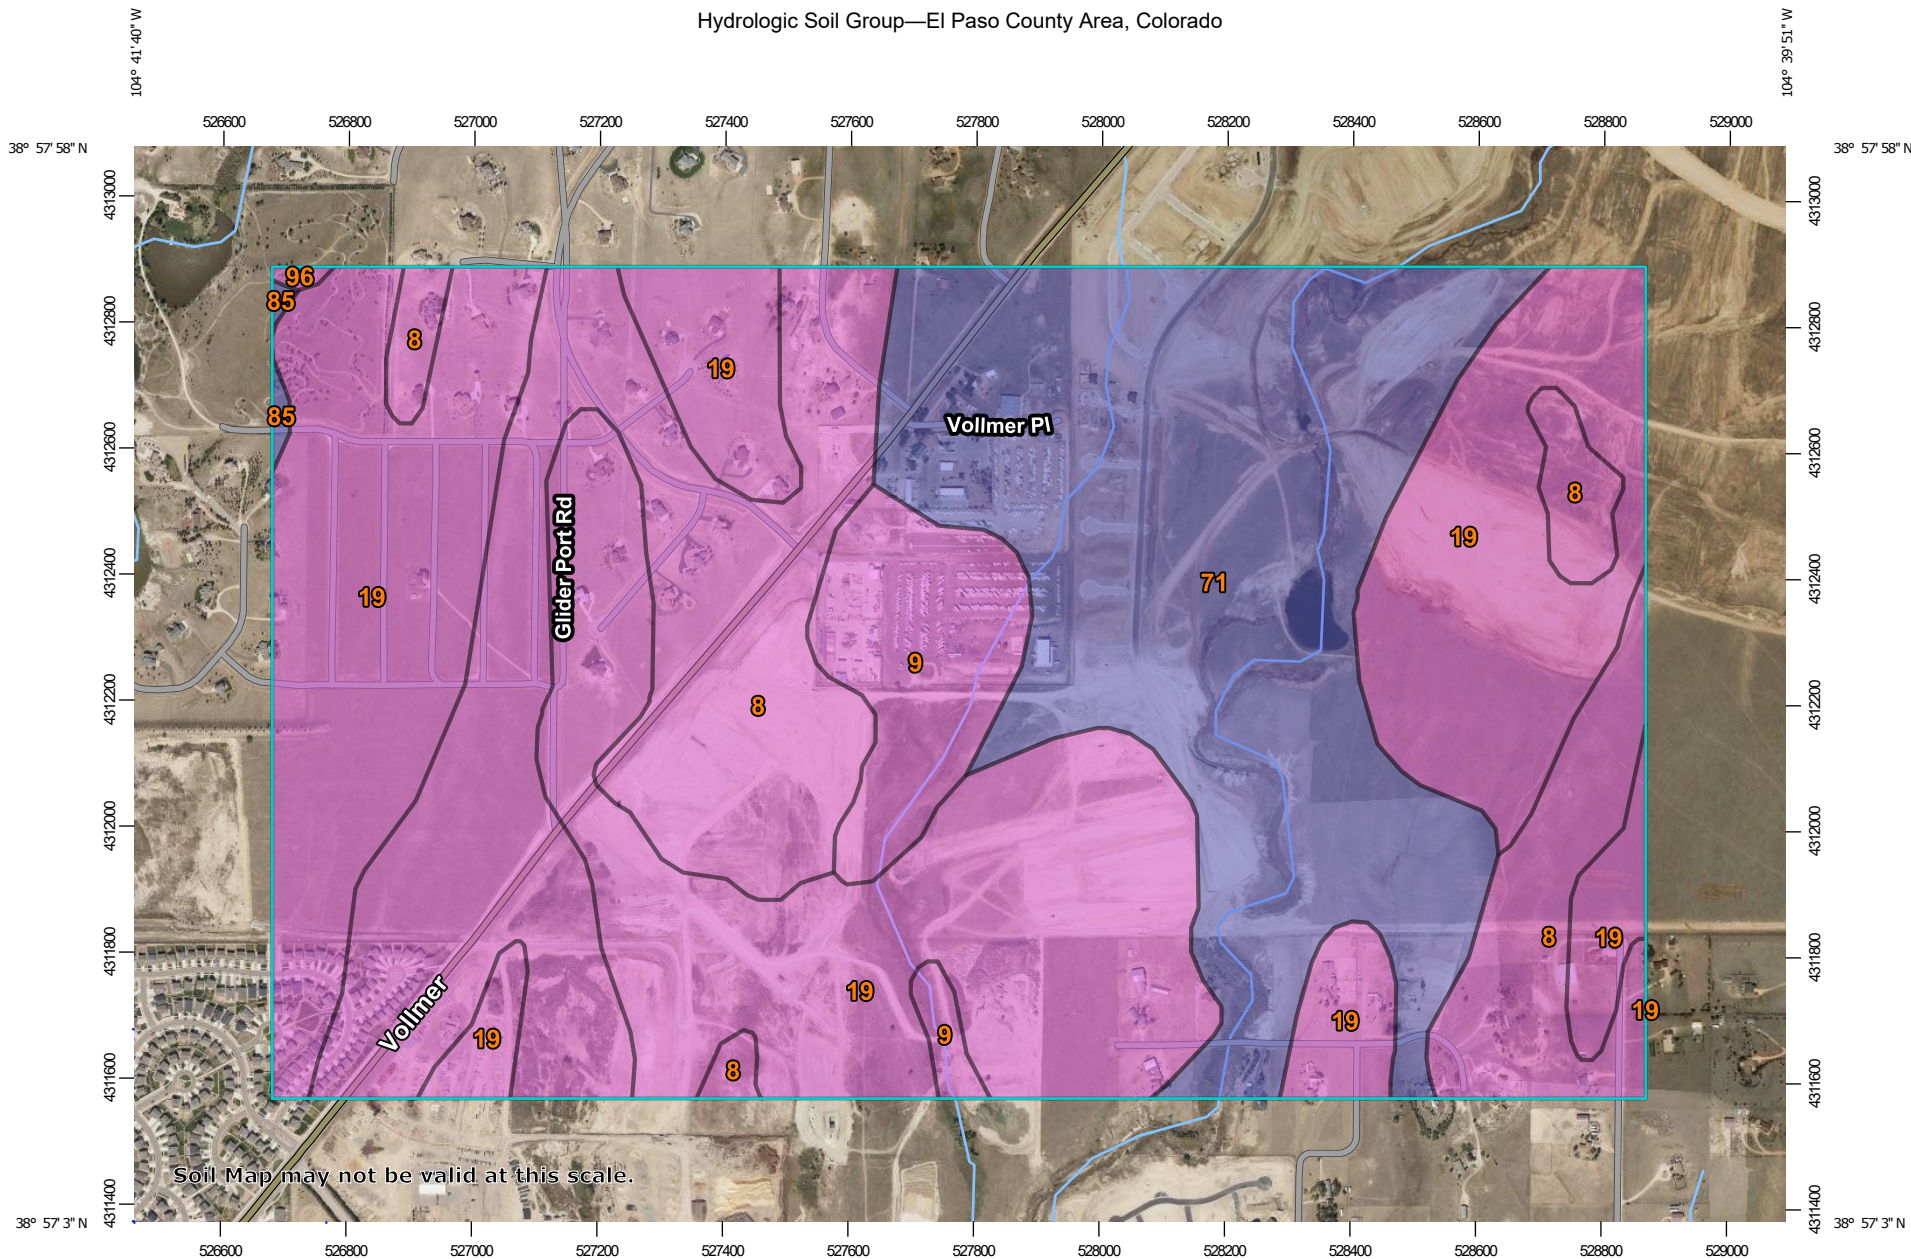 Hydrologic Soil Group—El Paso County Area, Colorado
104° 41' 40" W
104° 39' 51" W
526600 526800 527000 527200 527400 527600 527800 528000 528200 528400 528600 528800 529000
38° 57' 58" N
38° 57' 58" N
4313000
4313000
96
85
4312800
4312800
8
19
85
Vollmer Pl
4312600
4312600
8
Glider Port Rd
19
4312400
4312400
71
19
9
8
4312200
4312200
4312000
4312000
8
19
4311800
4311800
19
Vollmer
19
19
9
19
8
4311600
4311600
Soil Map may not be valid at this scale.
4311400
4311400
38° 57' 3" N
38° 57' 3" N
526600 526800 527000 527200 527400 527600 527800 528000 528200 528400 528600 528800 529000